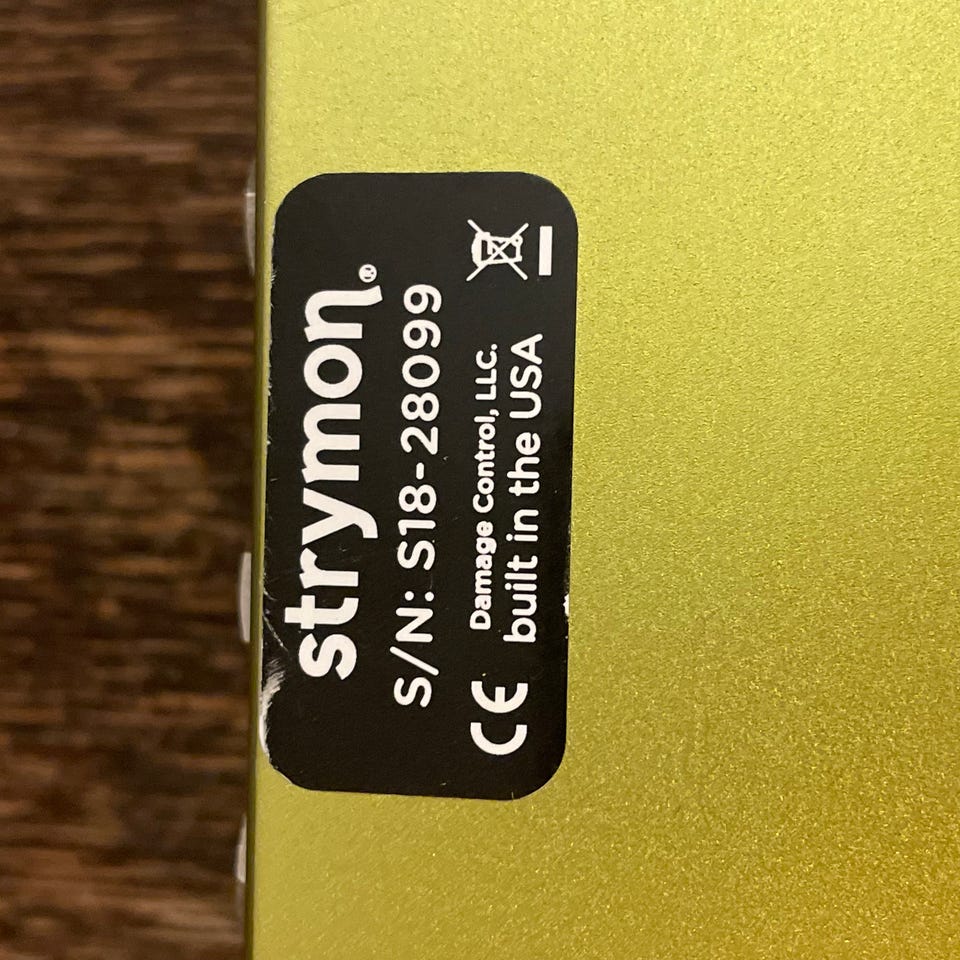 strymon®
S/N: S18-28099
Damage Control, LLC.
CE built in the USA